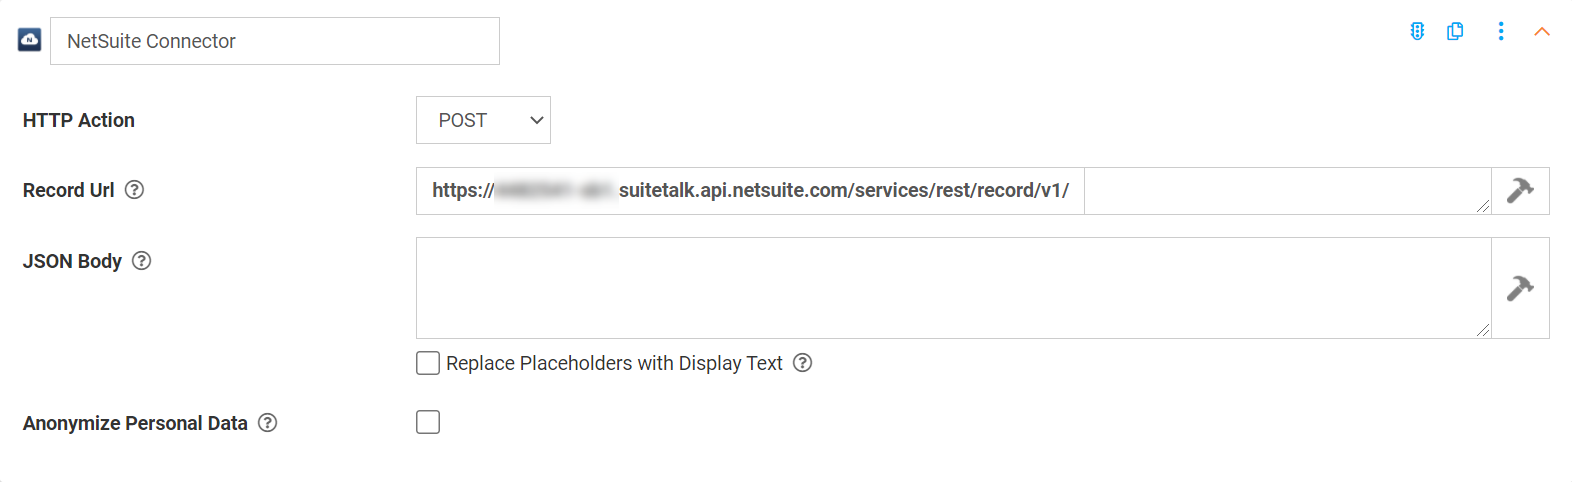 NetSuite Connector
HTTP Action
POST
Record Url
https:// suitetalk.api.netsuite.com/services/rest/record/v1/
JSON Body
Replace Placeholders with Display Text
Anonymize Personal Data